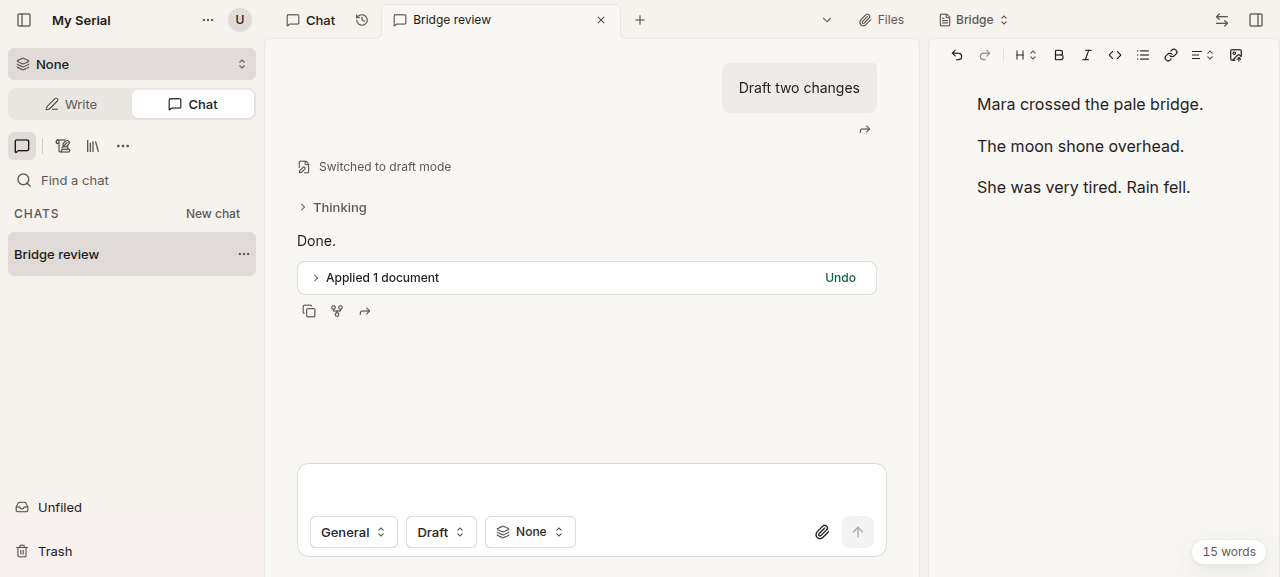 My Serial
U
None
Write
Chat
Find a chat
CHATS
New chat
Bridge review
Unfiled
Trash
Chat
Bridge review
Files
Bridge
Draft two changes
Switched to draft mode
Thinking
Done.
Applied 1 document
Undo
General
Draft
None
H
B
I
Mara crossed the pale bridge.
The moon shone overhead.
She was very tired. Rain fell.
15 words